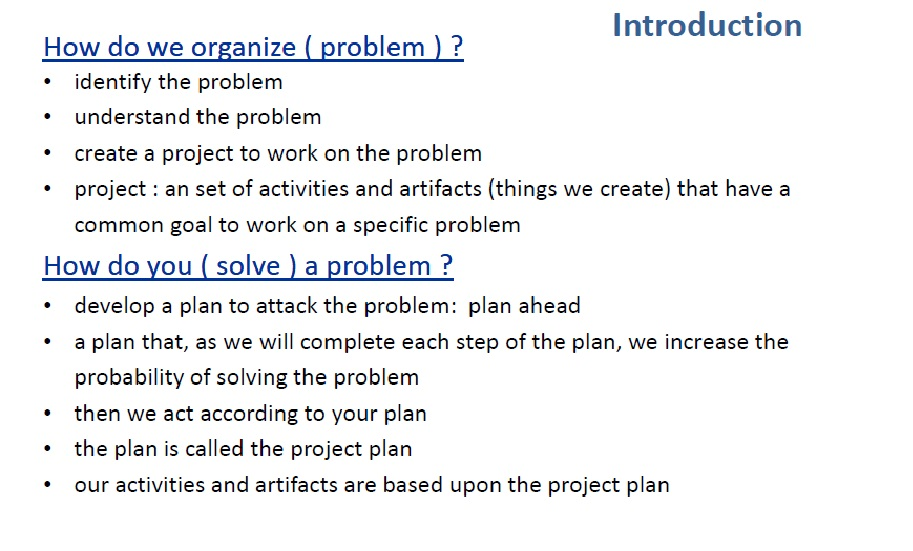 Introduction
How do we organize ( problem ) ?
• identify the problem
• understand the problem
• create a project to work on the problem
• project : an set of activities and artifacts (things we create) that have a
common goal to work on a specific problem
How do you ( solve ) a problem ?
• develop a plan to attack the problem: plan ahead
• a plan that, as we will complete each step of the plan, we increase the
probability of solving the problem
• then we act according to your plan
• the plan is called the project plan
• our activities and artifacts are based upon the project plan